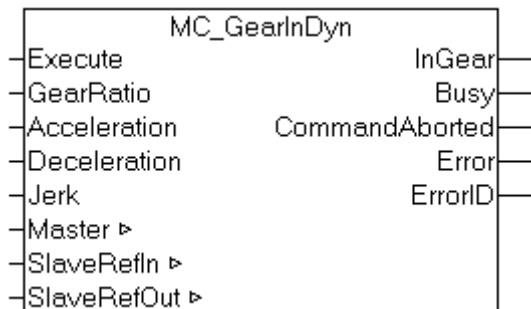 MC_GearInDyn
Execute InGear
GearRatio Busy
Acceleration CommandAborted
Deceleration Error
Jerk ErrorID
Master ▹
SlaveRefIn ▹
SlaveRefOut ▹